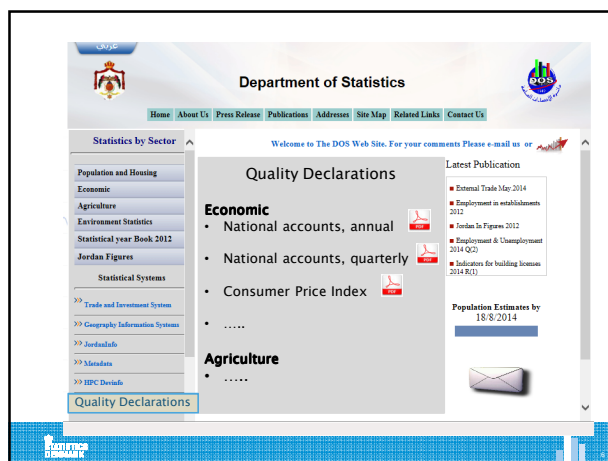 عربي
Department of Statistics
DOS
Home About Us Press Release Publications Addresses Site Map Related Links Contact Us
Statistics by Sector
Population and Housing
Economic
Agriculture
Environment Statistics
Statistical year Book 2012
Jordan Figures
Statistical Systems
>> Trade and Investment System
>> Geography Information Systems
>> JordanInfo
>> Metadata
>> HPC Devinfo
Quality Declarations
Welcome to The DOS Web Site. For your comments Please e-mail us or
Quality Declarations
Economic
• National accounts, annual
PDF
• National accounts, quarterly
PDF
• Consumer Price Index
PDF
• …..
Agriculture
• …..
Latest Publication
External Trade May.2014
Employment in establishments
2012
Jordan In Figures 2012
Employment & Unemployment
2014 Q(2)
Indicators for building licenses
2014 R(1)
Population Estimates by
18/8/2014
STATISTICS
DENMARK
6